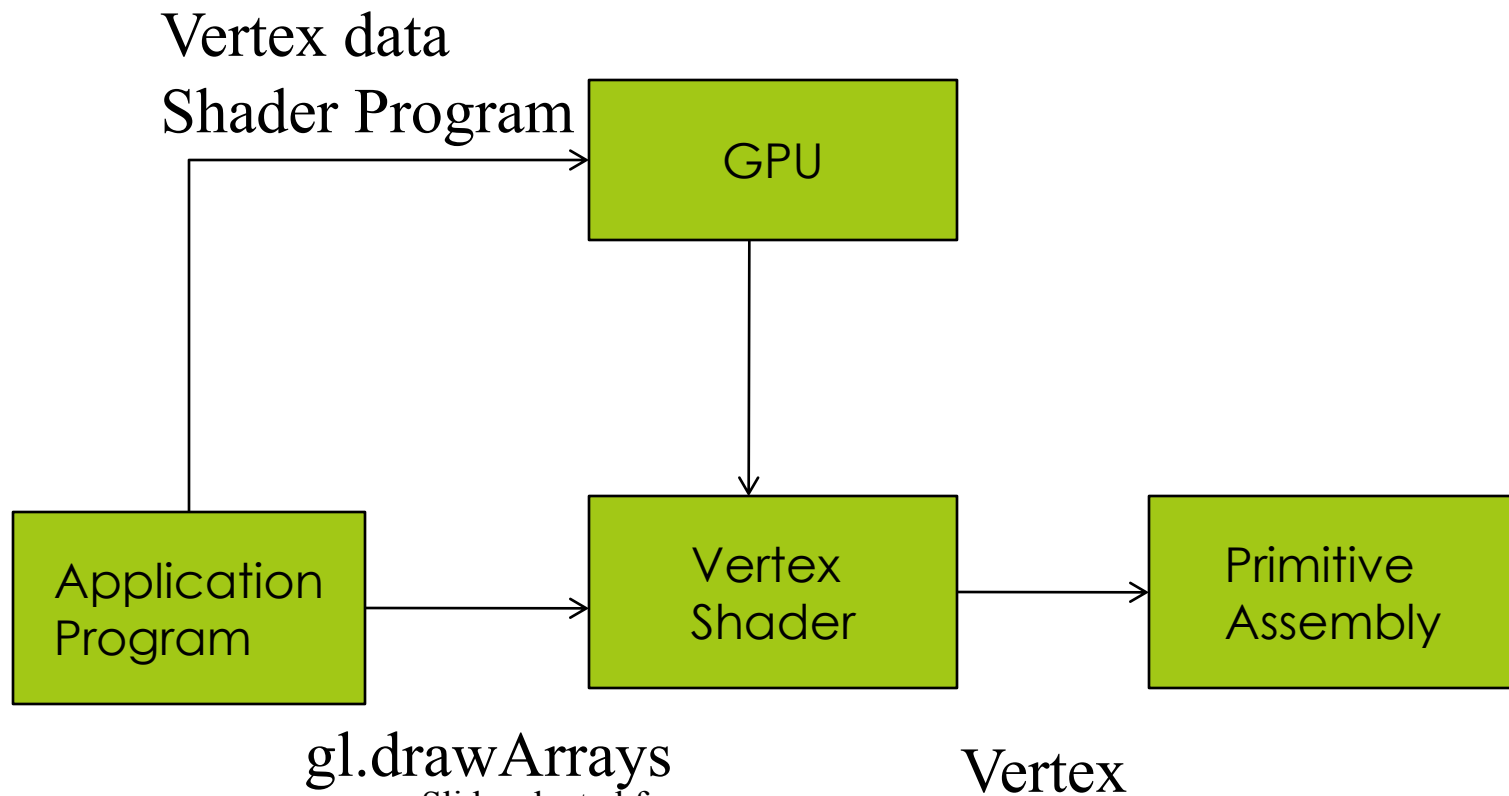 Vertex data
Shader Program
GPU
Application
Program
Vertex
Shader
Primitive
Assembly
gl.drawArrays
Vertex